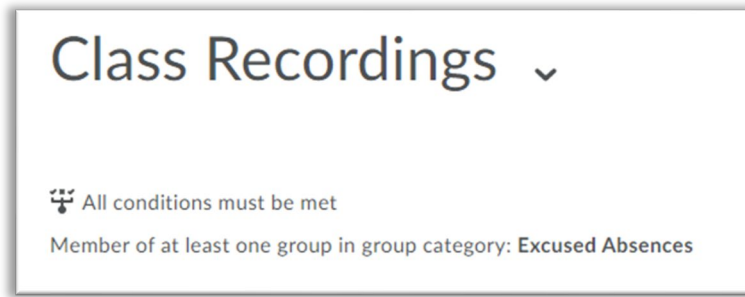 Class Recordings
All conditions must be met
Member of at least one group in group category: Excused Absences